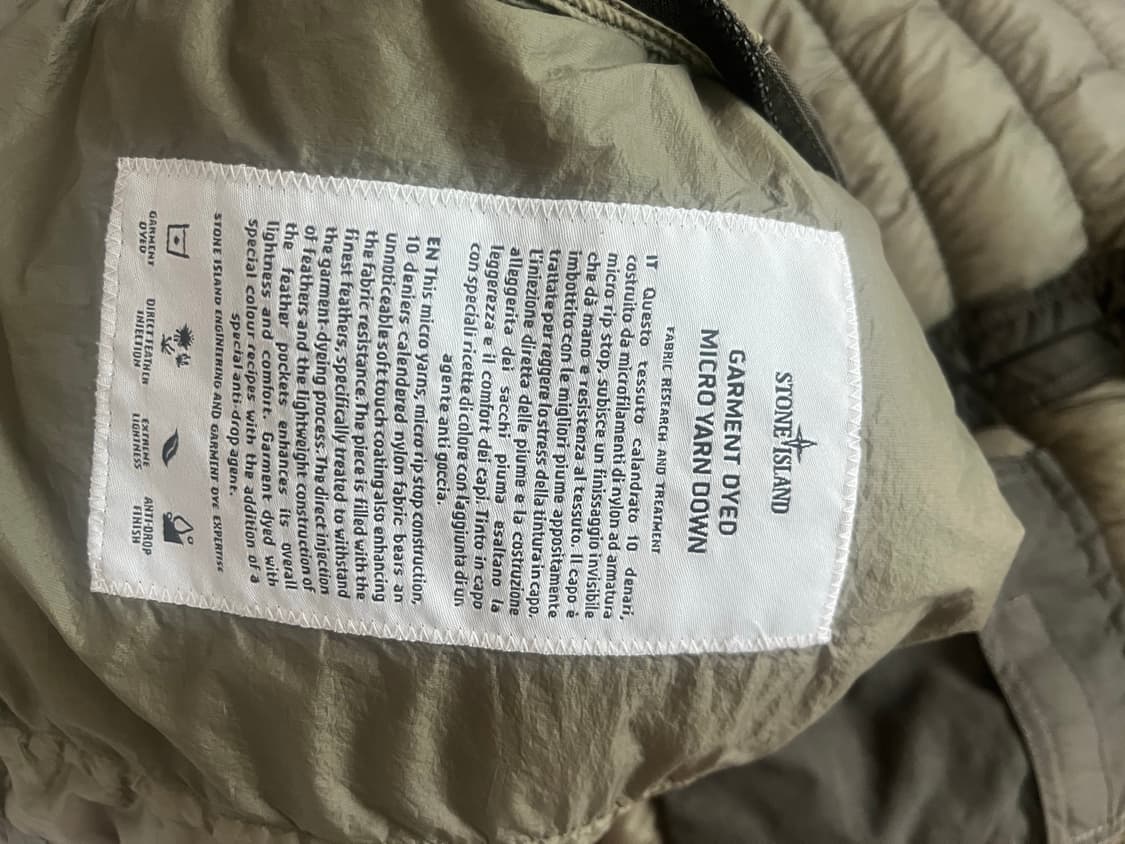 STONE ISLAND
GARMENT DYED
MICRO YARN DOWN
FABRIC RESEARCH AND TREATMENT
IT Questo tessuto calandrato 10 denari,
costruito da microfilamenti di nylon ad armatura
micro rip stop, subisce un finissaggio invisibile
che dà mano e resistenza al tessuto. Il capo è
imbottito con le migliori piume appositamente
trattate per reggere lo stress della tintura in capo.
L'iniezione diretta delle piume e la costruzione
alleggerita dei sacchi piuma esaltano la
leggerezza e il comfort dei capi. Tinto in capo
con speciali ricette di colore con l'aggiunta di un
agente anti goccia.
EN This micro yarns, micro rip stop construction,
10 deniers calendered nylon fabric bears an
unnoticeable soft touch coating also enhancing
the fabric resistance. The piece is filled with the
finest feathers, specifically treated to withstand
the garment-dyeing process. The direct injection
of feathers and the lightweight construction of
the feather pockets enhances its overall
lightness and comfort. Garment dyed with
special colour recipes with the addition of a
special anti-drop agent.
STONE ISLAND ENGINEERING AND GARMENT DYE EXPERTISE
GARMENT DYED
DIRECT FEATHER INJECTION
EXTREME LIGHTNESS
ANTI-DROP FINISH